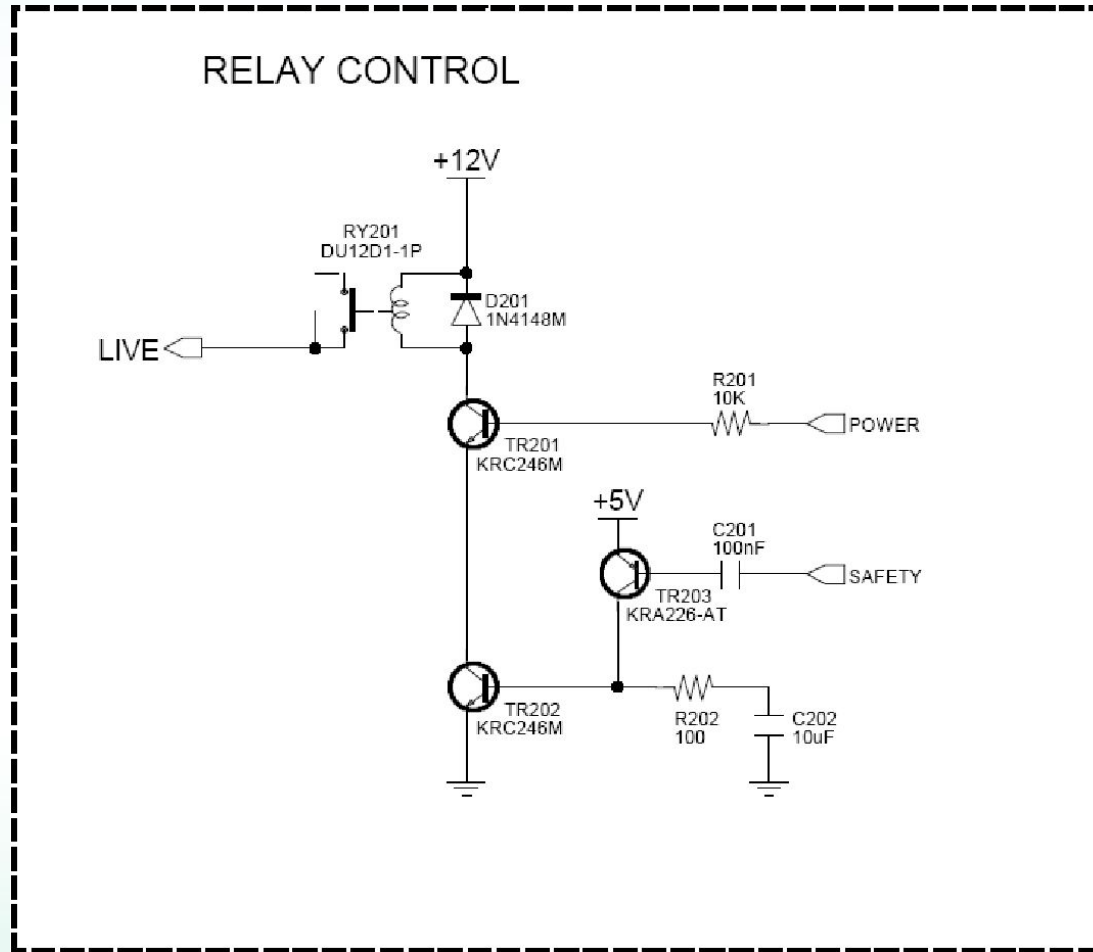 RELAY CONTROL
+12V
RY201
DU12D1-1P
D201
1N4148M
LIVE
R201
10K
POWER
TR201
KRC246M
+5V
C201
100nF
SAFETY
TR203
KRA226-AT
TR202
KRC246M
R202
100
C202
10uF